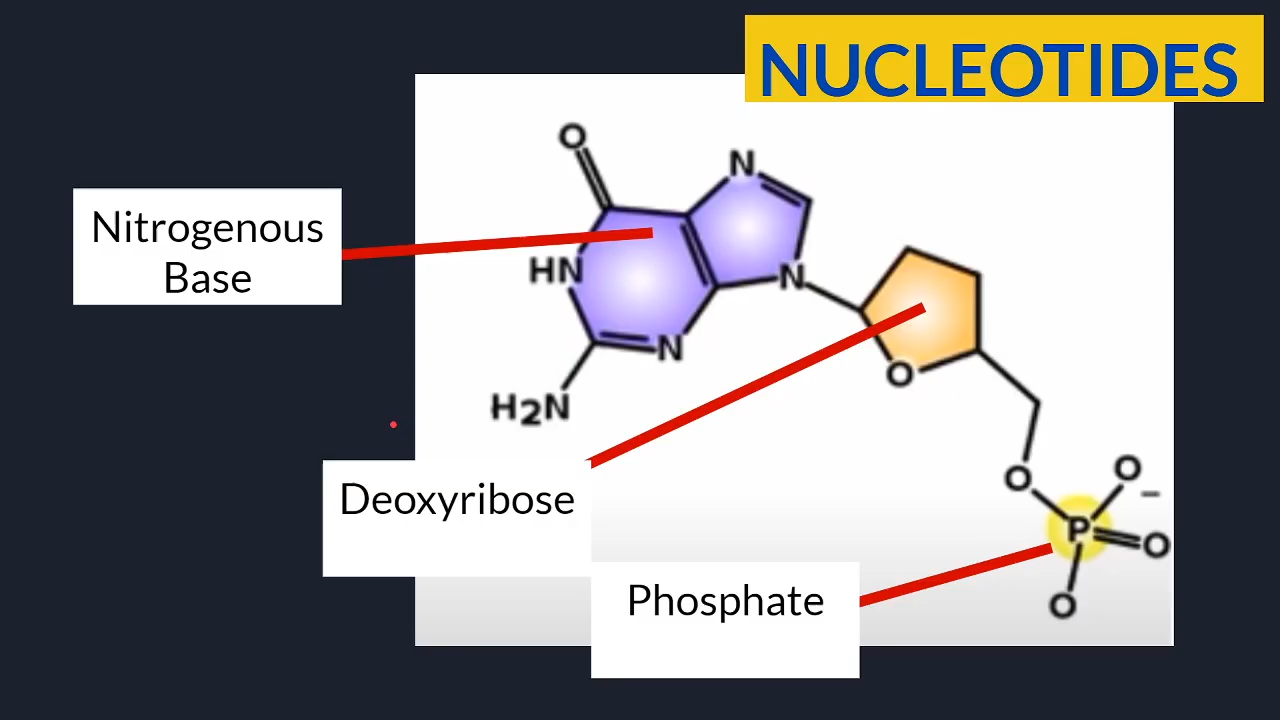 NUCLEOTIDES
O
N
Nitrogenous
Base
HN
N
N
O
H2N
Deoxyribose
O
O
–
P
O
Phosphate
O